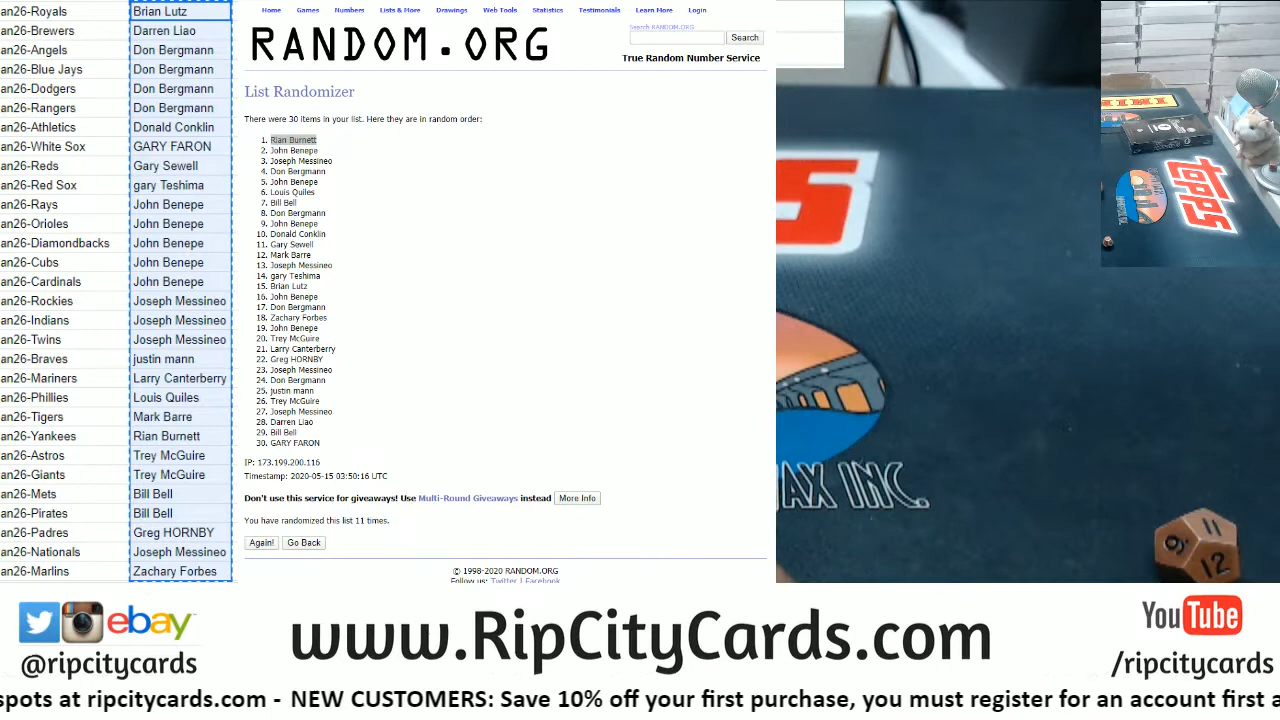 an26-Royals Brian Lutz
an26-Brewers Darren Liao
an26-Angels Don Bergmann
an26-Blue Jays Don Bergmann
an26-Dodgers Don Bergmann
an26-Rangers Don Bergmann
an26-Athletics Donald Conklin
an26-White Sox GARY FARON
an26-Reds Gary Sewell
an26-Red Sox gary Teshima
an26-Rays John Benepe
an26-Orioles John Benepe
an26-Diamondbacks John Benepe
an26-Cubs John Benepe
an26-Cardinals John Benepe
an26-Rockies Joseph Messineo
an26-Indians Joseph Messineo
an26-Twins Joseph Messineo
an26-Braves justin mann
an26-Mariners Larry Canterberry
an26-Phillies Louis Quiles
an26-Tigers Mark Barre
an26-Yankees Rian Burnett
an26-Astros Trey McGuire
an26-Giants Trey McGuire
an26-Mets Bill Bell
an26-Pirates Bill Bell
an26-Padres Greg HORNBY
an26-Nationals Joseph Messineo
an26-Marlins Zachary Forbes
Home Games Numbers Lists & More Drawings Web Tools Statistics Testimonials Learn More Login
RANDOM.ORG
Search RANDOM.ORG
Search
True Random Number Service
List Randomizer
There were 30 items in your list. Here they are in random order:
1. Rian Burnett
2. John Benepe
3. Joseph Messineo
4. Don Bergmann
5. John Benepe
6. Louis Quiles
7. Bill Bell
8. Don Bergmann
9. John Benepe
10. Donald Conklin
11. Gary Sewell
12. Mark Barre
13. Joseph Messineo
14. gary Teshima
15. Brian Lutz
16. John Benepe
17. Don Bergmann
18. Zachary Forbes
19. John Benepe
20. Trey McGuire
21. Larry Canterberry
22. Greg HORNBY
23. Joseph Messineo
24. Don Bergmann
25. justin mann
26. Trey McGuire
27. Joseph Messineo
28. Darren Liao
29. Bill Bell
30. GARY FARON
IP: 173.199.200.116
Timestamp: 2020-05-15 03:50:16 UTC
Don't use this service for giveaways! Use Multi-Round Giveaways instead More Info
You have randomized this list 11 times.
Again! Go Back
© 1998-2020 RANDOM.ORG
Follow us: Twitter | Facebook
S
AX INC.
9.
11
12
topps
ebay
@ripcitycards
www.RipCityCards.com
YouTube
/ripcitycards
spots at ripcitycards.com - NEW CUSTOMERS: Save 10% off your first purchase, you must register for an account first a